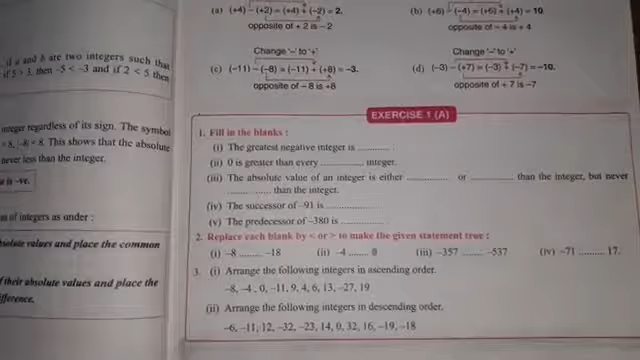 if a and b are two integers such that
if 5 > 3, then -5 < -3 and if 2 < 5 then
integer regardless of its sign. The symbol
= 8, |-8| = 8. This shows that the absolute
never less than the integer.
is -ve.
of integers as under :
absolute values and place the common
f their absolute values and place the
ifference.
(a) (+4) – (+2) = (+4) + (–2) = 2.
opposite of + 2 is – 2
(b) (+6) – (–4) = (+6) + (+4) = 10.
opposite of – 4 is + 4
Change '–' to '+'
(c) (–11) – (–8) = (–11) + (+8) = –3.
opposite of – 8 is +8
Change '–' to '+'
(d) (–3) – (+7) = (–3) + (–7) = –10.
opposite of + 7 is –7
EXERCISE 1 (A)
1. Fill in the blanks :
(i) The greatest negative integer is .......... .
(ii) 0 is greater than every .............. integer.
(iii) The absolute value of an integer is either ............. or ............. than the integer, but never
............. than the integer.
(iv) The successor of –91 is .............
(v) The predecessor of –380 is .............
2. Replace each blank by < or > to make the given statement true :
(i) –8 ........ –18 (ii) –4 ........ 0 (iii) –357 ....... –537 (iv) –71 ........ 17.
3. (i) Arrange the following integers in ascending order.
–8, –4, 0, –11, 9, 4, 6, 13, –27, 19
(ii) Arrange the following integers in descending order.
–6, –11, 12, –32, –23, 14, 0, 32, 16, –19, –18